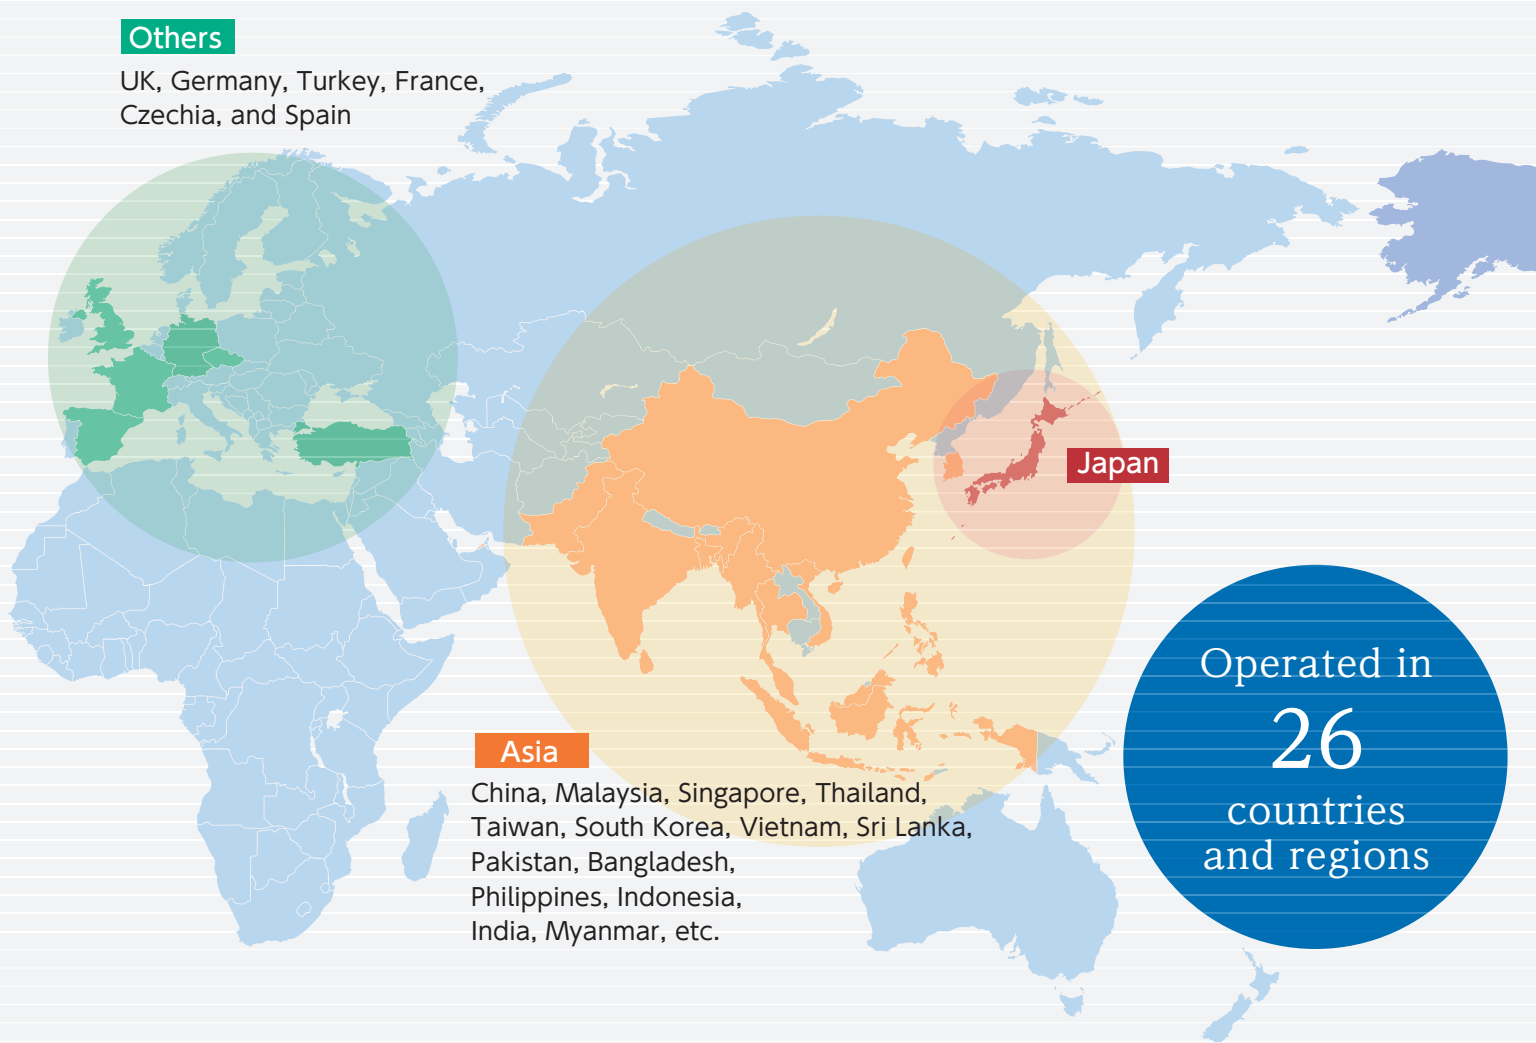 Others
UK, Germany, Turkey, France,
Czechia, and Spain
Japan
Asia
China, Malaysia, Singapore, Thailand,
Taiwan, South Korea, Vietnam, Sri Lanka,
Pakistan, Bangladesh,
Philippines, Indonesia,
India, Myanmar, etc.
Operated in
26
countries
and regions